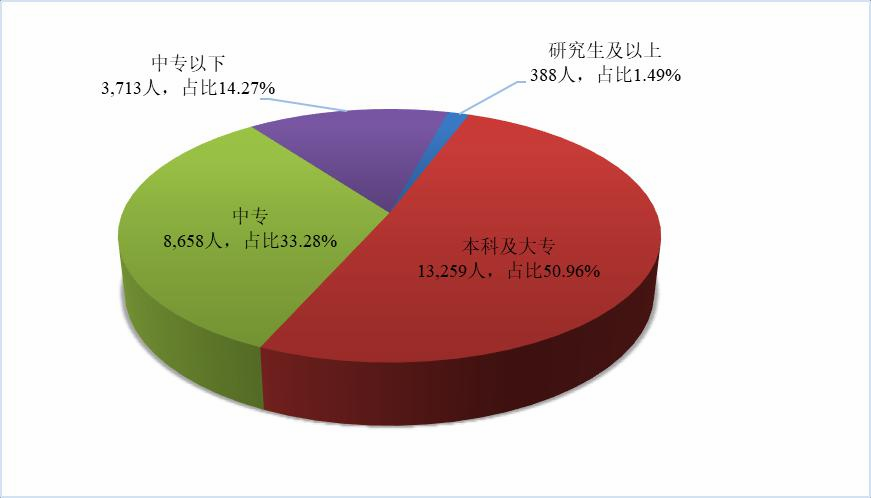 中专以下
3,713人，占比14.27%
研究生及以上
388人，占比1.49%
中专
8,658人，占比33.28%
本科及大专
13,259人，占比50.96%